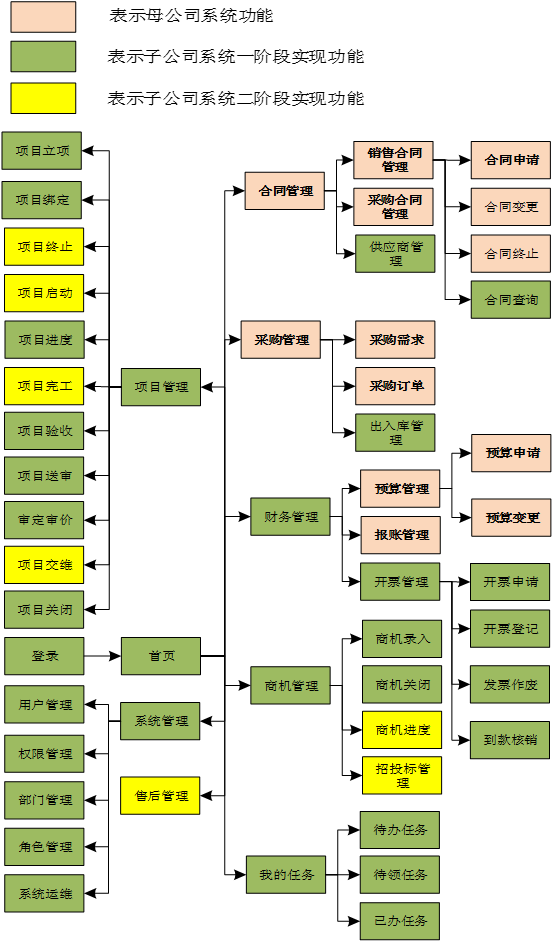 表示母公司系统功能
表示子公司系统一阶段实现功能
表示子公司系统二阶段实现功能
项目立项
项目绑定
项目终止
项目启动
项目进度
项目完工
项目验收
项目送审
审定审价
项目交维
项目关闭
项目管理
登录
首页
用户管理
权限管理
部门管理
角色管理
系统运维
系统管理
售后管理
合同管理
销售合同
管理
采购合同
管理
供应商管
理
合同申请
合同变更
合同终止
合同查询
采购管理
采购需求
采购订单
出入库管
理
财务管理
预算管理
报账管理
开票管理
预算申请
预算变更
开票申请
开票登记
发票作废
到款核销
商机管理
商机录入
商机关闭
商机进度
招投标管
理
我的任务
待办任务
待领任务
已办任务